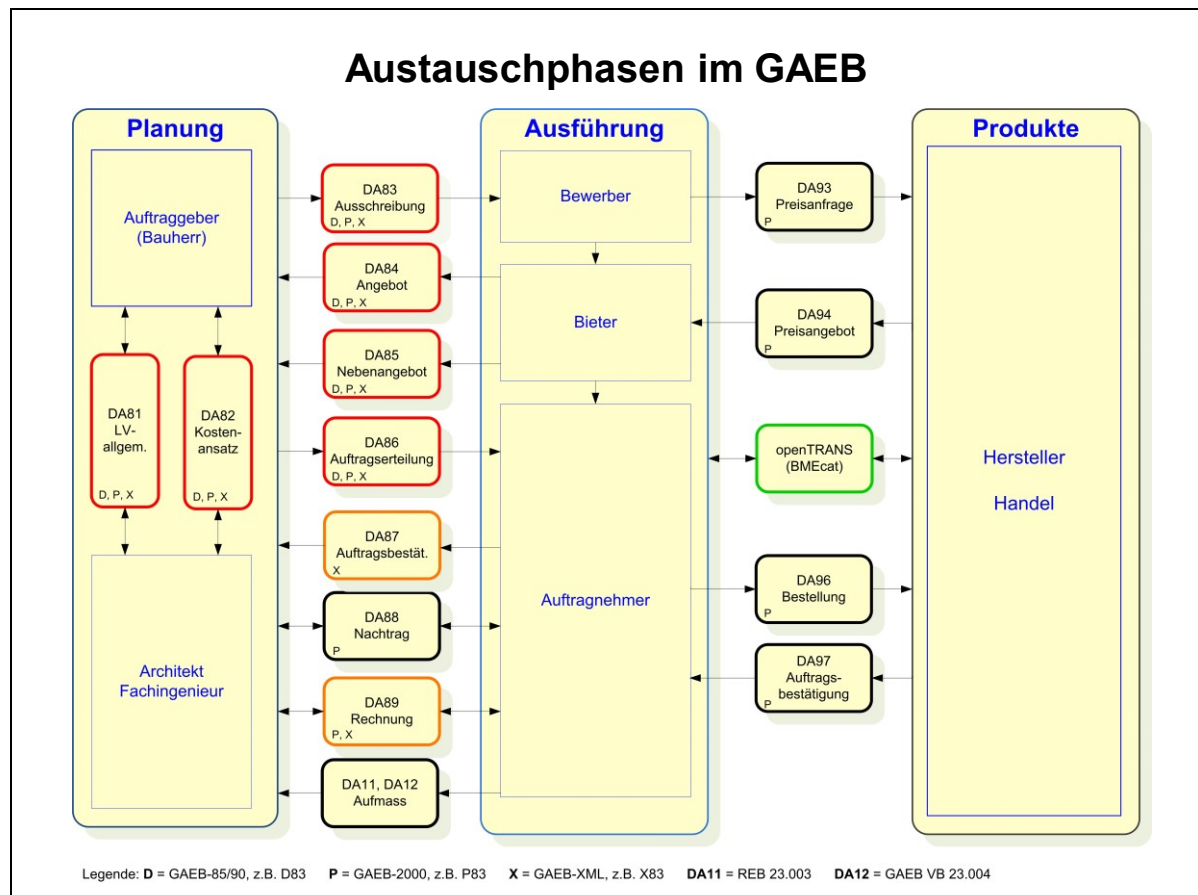 Austauschphasen im GAEB
Planung
Auftraggeber
(Bauherr)
DA81
LV-
allgem.
D, P, X
DA82
Kosten-
ansatz
D, P, X
Architekt
Fachingenieur
DA83
Ausschreibung
D, P, X
DA84
Angebot
D, P, X
DA85
Nebenangebot
D, P, X
DA86
Auftragserteilung
D, P, X
DA87
Auftragsbestät.
X
DA88
Nachtrag
P
DA89
Rechnung
P, X
DA11, DA12
Aufmass
Ausführung
Bewerber
Bieter
Auftragnehmer
DA93
Preisanfrage
P
DA94
Preisangebot
P
openTRANS
(BMEcat)
DA96
Bestellung
P
DA97
Auftrags-
bestätigung
P
Produkte
Hersteller
Handel
Legende: D = GAEB-85/90, z.B. D83 P = GAEB-2000, z.B. P83 X = GAEB-XML, z.B. X83 DA11 = REB 23.003 DA12 = GAEB VB 23.004